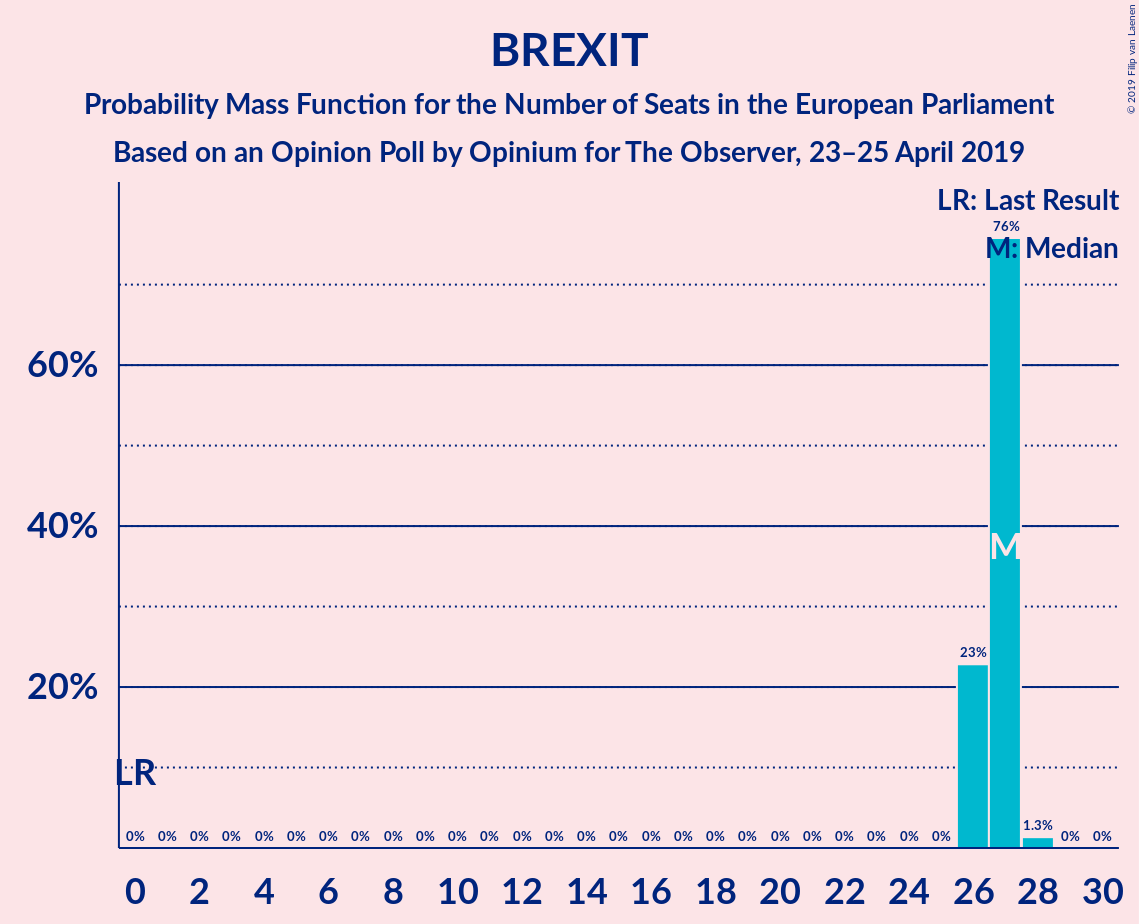 BREXIT
Probability Mass Function for the Number of Seats in the European Parliament
Based on an Opinion Poll by Opinium for The Observer, 23–25 April 2019
© 2019 Filip van Laenen
LR: Last Result
76%
M: Median
60%
40%
M
23%
20%
LR
1.3%
0% 0% 0% 0% 0% 0% 0% 0% 0% 0% 0% 0% 0% 0% 0% 0% 0% 0% 0% 0% 0% 0% 0% 0% 0% 0% 0% 0%
0 2 4 6 8 10 12 14 16 18 20 22 24 26 28 30